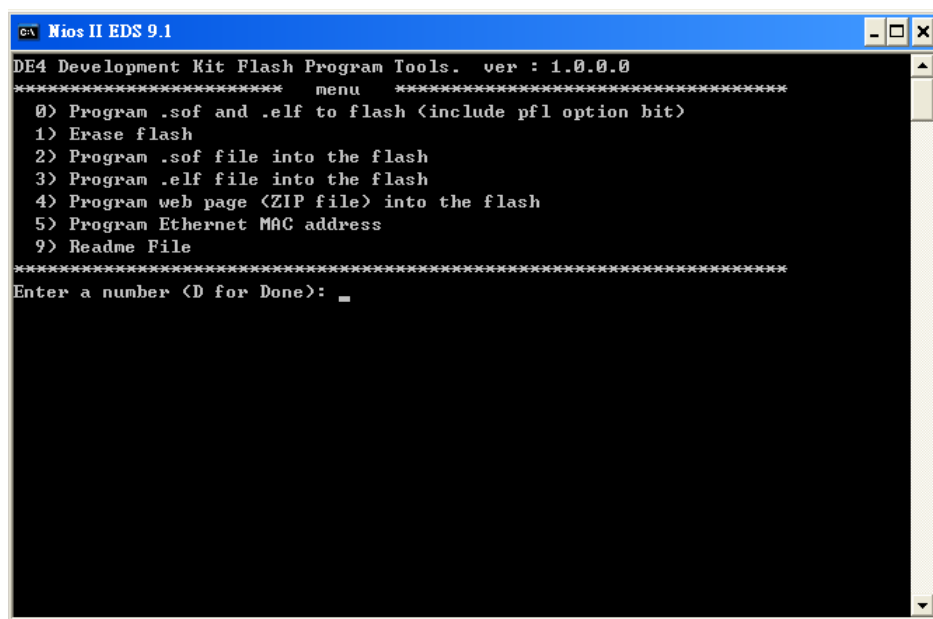 Nios II EDS 9.1
DE4 Development Kit Flash Program Tools.  ver : 1.0.0.0
************************   menu   ***********************************
  0) Program .sof and .elf to flash (include pfl option bit)
  1) Erase flash
  2) Program .sof file into the flash
  3) Program .elf file into the flash
  4) Program web page (ZIP file) into the flash
  5) Program Ethernet MAC address
  9) Readme File
*********************************************************************
Enter a number (D for Done): _